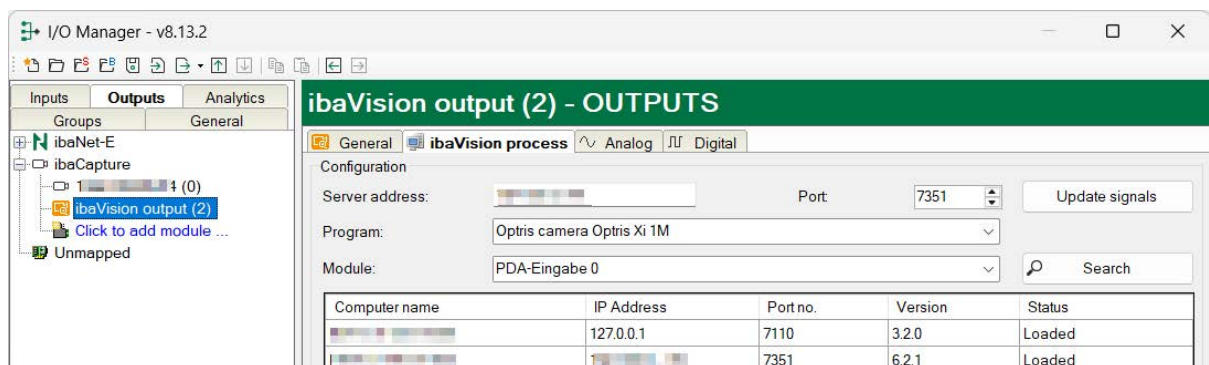 I/O Manager - v8.13.2
Inputs Outputs Analytics
Groups General
ibaNet-E
ibaCapture
(0)
ibaVision output (2)
Click to add module ...
Unmapped
ibaVision output (2) - OUTPUTS
General ibaVision process Analog Digital
Configuration
Server address: Port: 7351 Update signals
Program: Optris camera Optris Xi 1M
Module: PDA-Eingabe 0 Search
Computer name IP Address Port no. Version Status
127.0.0.1 7110 3.2.0 Loaded
7351 6.2.1 Loaded